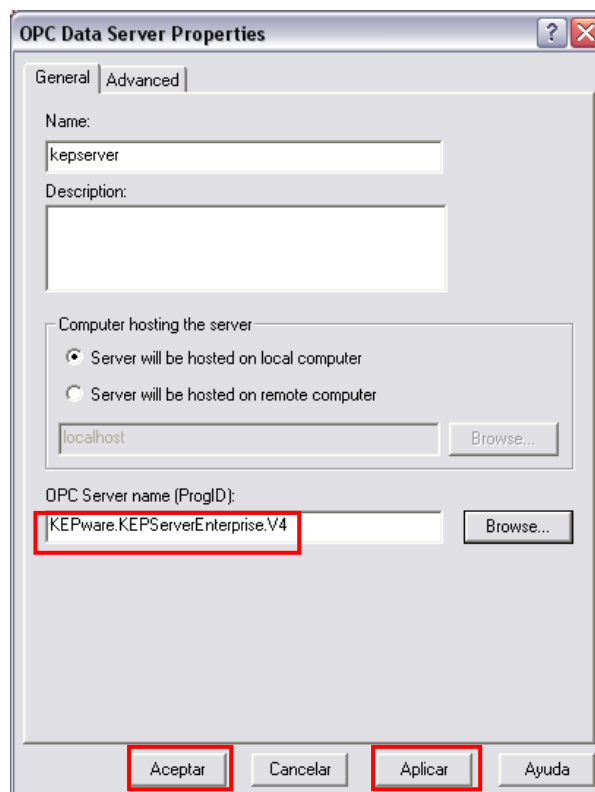 OPC Data Server Properties
General Advanced
Name:
kepserver
Description:
Computer hosting the server
Server will be hosted on local computer
Server will be hosted on remote computer
localhost Browse...
OPC Server name (ProgID):
KEPware.KEPServerEnterprise.V4 Browse...
Aceptar Cancelar Aplicar Ayuda